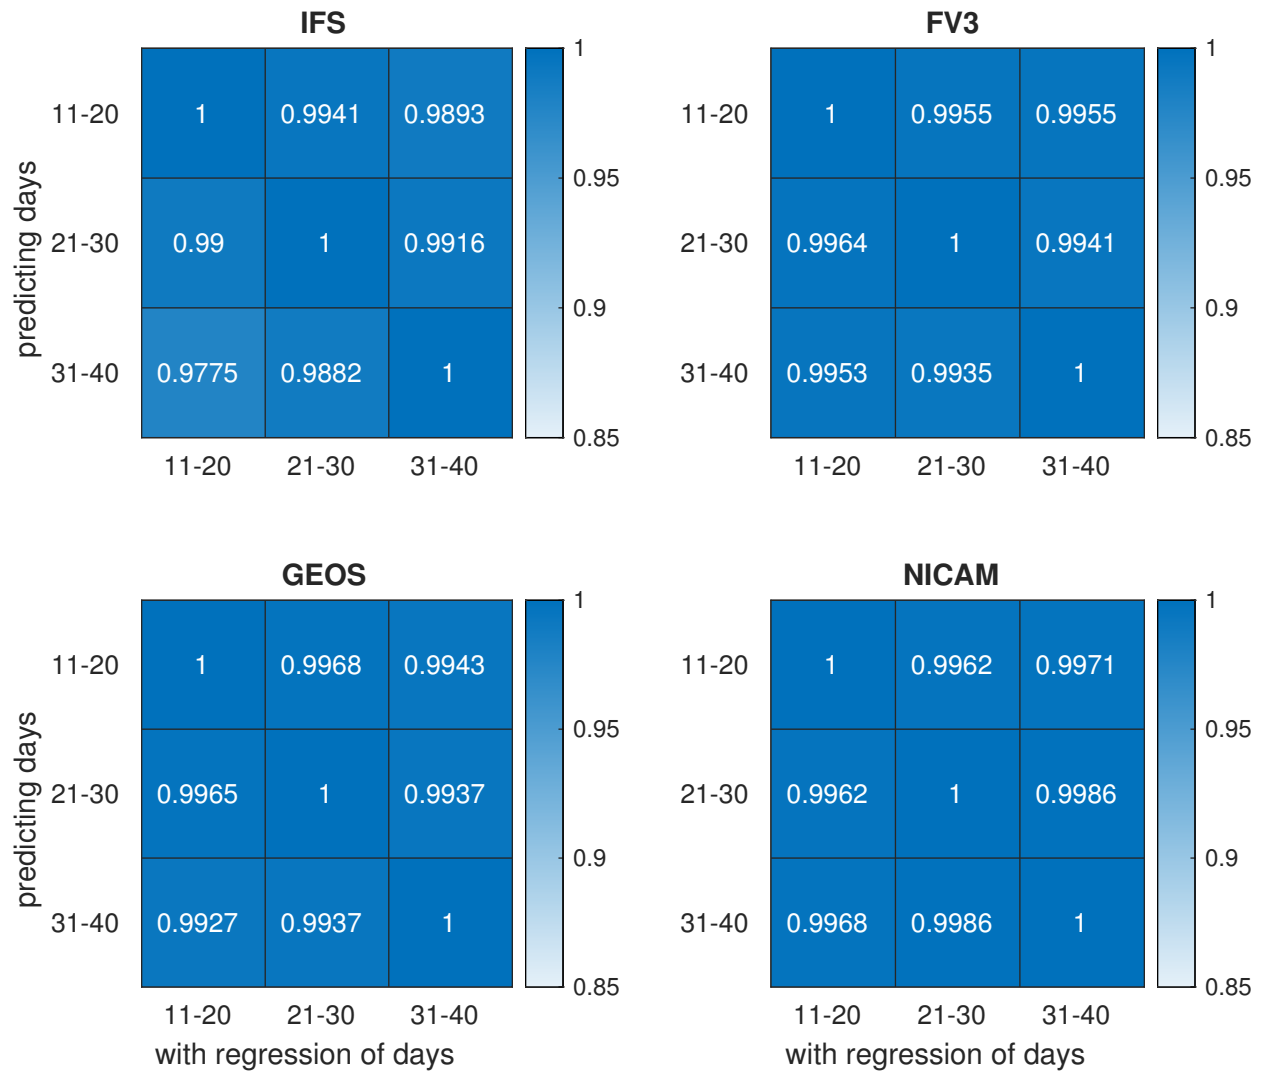 IFS
1
11-20 1 0.9941 0.9893
0.95
predicting days
21-30 0.99 1 0.9916
0.9
31-40 0.9775 0.9882 1
0.85
11-20 21-30 31-40
FV3
1
11-20 1 0.9955 0.9955
0.95
21-30 0.9964 1 0.9941
0.9
31-40 0.9953 0.9935 1
0.85
11-20 21-30 31-40
GEOS
1
11-20 1 0.9968 0.9943
0.95
predicting days
21-30 0.9965 1 0.9937
0.9
31-40 0.9927 0.9937 1
0.85
11-20 21-30 31-40
with regression of days
NICAM
1
11-20 1 0.9962 0.9971
0.95
21-30 0.9962 1 0.9986
0.9
31-40 0.9968 0.9986 1
0.85
11-20 21-30 31-40
with regression of days